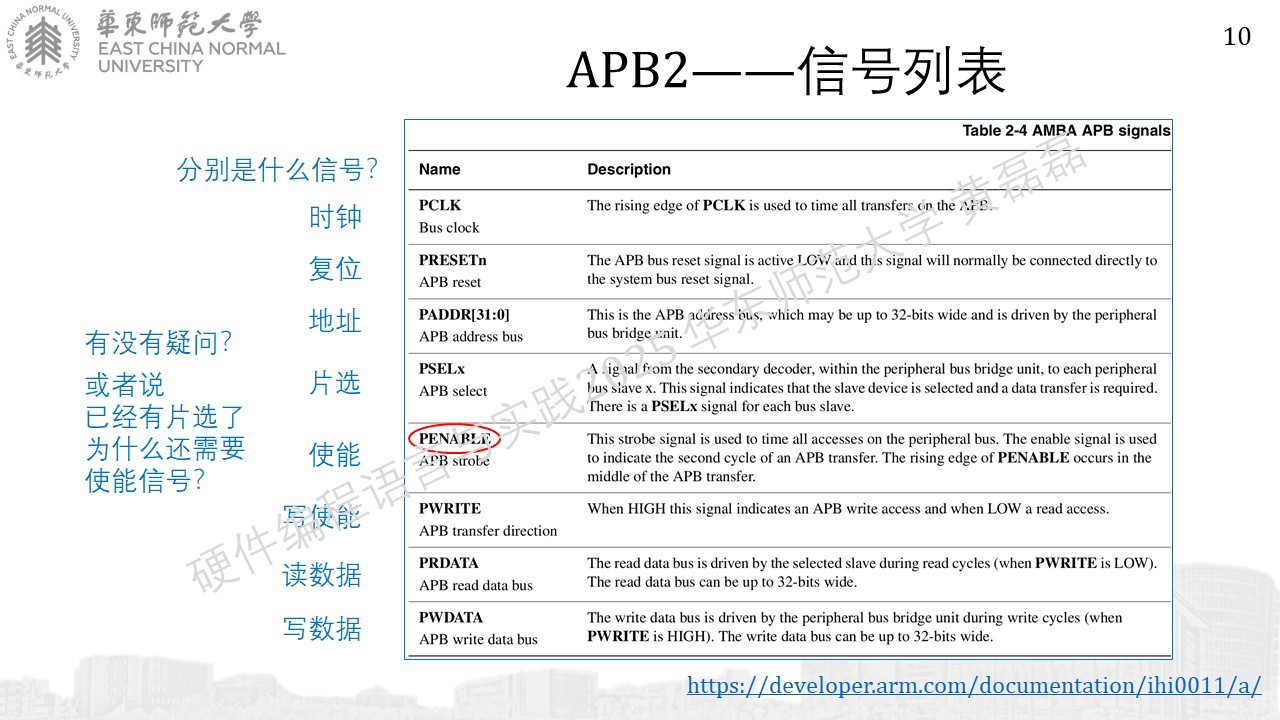 華東師範大學
EAST CHINA NORMAL
UNIVERSITY
EAST CHINA NORMAL UNIVERSITY
華東师范大学
10
APB2——信号列表
Table 2-4 AMBA APB signals
分别是什么信号？
Name Description
时钟
PCLK The rising edge of PCLK is used to time all transfers on the APB.
Bus clock
复位
PRESETn The APB bus reset signal is active LOW and this signal will normally be connected directly to
APB reset the system bus reset signal.
地址
PADDR[31:0] This is the APB address bus, which may be up to 32-bits wide and is driven by the peripheral
APB address bus bus bridge unit.
片选
PSELx A signal from the secondary decoder, within the peripheral bus bridge unit, to each peripheral
APB select bus slave x. This signal indicates that the slave device is selected and a data transfer is required.
There is a PSELx signal for each bus slave.
有没有疑问？
或者说
已经有片选了
为什么还需要
使能信号？
使能
PENABLE This strobe signal is used to time all accesses on the peripheral bus. The enable signal is used
APB strobe to indicate the second cycle of an APB transfer. The rising edge of PENABLE occurs in the
middle of the APB transfer.
写使能
PWRITE When HIGH this signal indicates an APB write access and when LOW a read access.
APB transfer direction
读数据
PRDATA The read data bus is driven by the selected slave during read cycles (when PWRITE is LOW).
APB read data bus The read data bus can be up to 32-bits wide.
写数据
PWDATA The write data bus is driven by the peripheral bus bridge unit during write cycles (when
APB write data bus PWRITE is HIGH). The write data bus can be up to 32-bits wide.
硬件编程语言与实践2025 华东师范大学 黄磊磊
https://developer.arm.com/documentation/ihi0011/a/